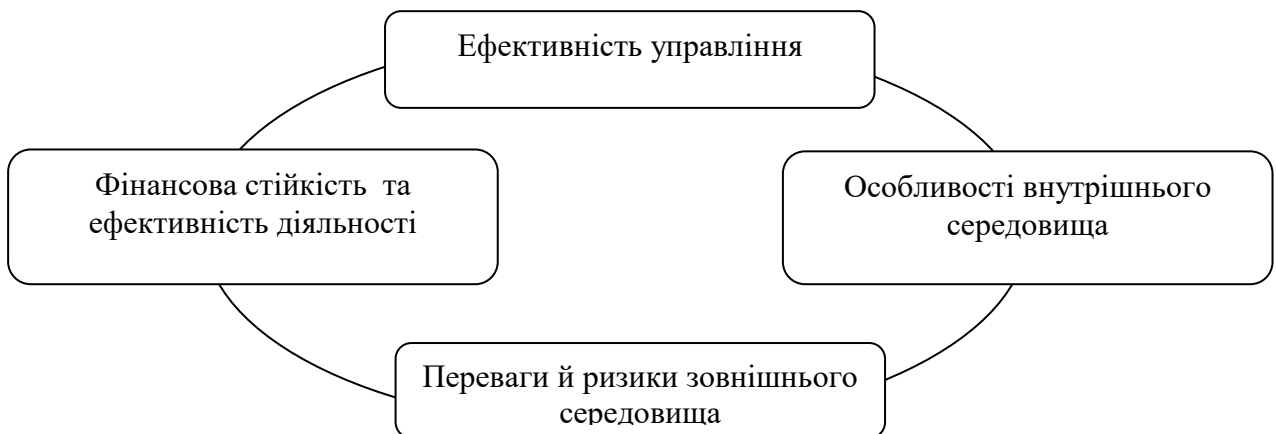 Ефективність управління
Фінансова стійкість та
ефективність діяльності
Особливості внутрішнього
середовища
Переваги й ризики зовнішнього
середовища